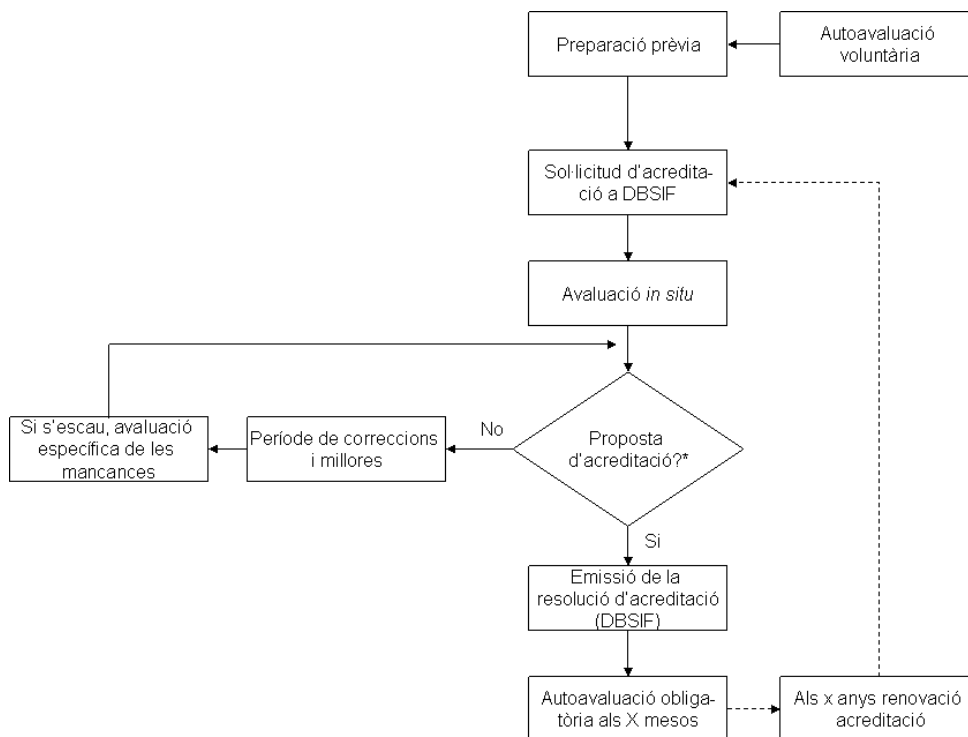 Preparació prèvia
Autoavaluació
voluntària
Sol·licitud d'acredita-
ció a DBSIF
Avaluació in situ
Si s'escau, avaluació
específica de les
mancances
Període de correccions
i millores
No
Proposta
d'acreditació?*
Si
Emissió de la
resolució d'acreditació
(DBSIF)
Autoavaluació obliga-
tòria als X mesos
Als x anys renovació
acreditació